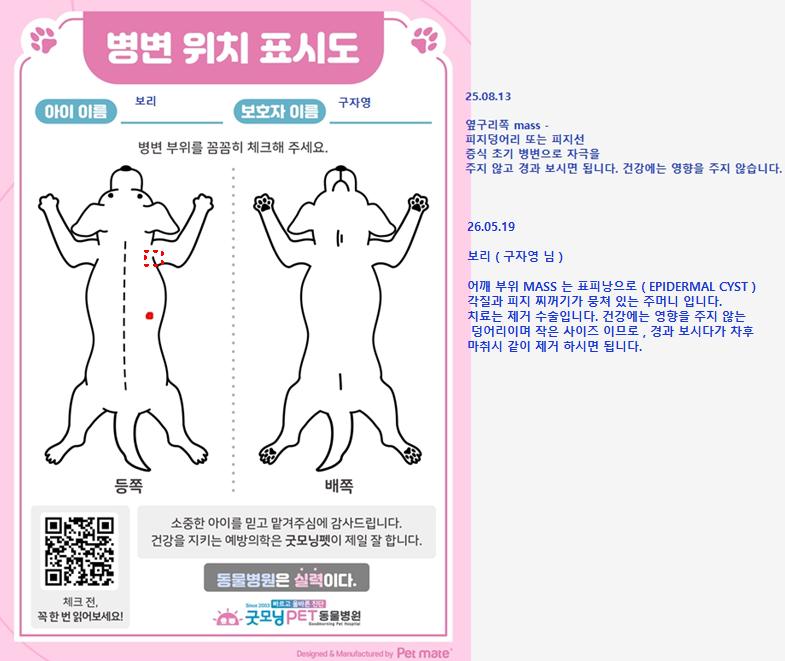 병변 위치 표시도
아이 이름 보리
보호자 이름 구자영
병변 부위를 꼼꼼히 체크해 주세요.
등쪽
배쪽
체크 전,
꼭 한 번 읽어보세요!
소중한 아이를 믿고 맡겨주심에 감사드립니다.
건강을 지키는 예방의학은 굿모닝펫이 제일 잘 합니다.
동물병원은 실력이다.
Since 2003 빠르고 올바른 진단
굿모닝PET동물병원
Goodmorning Pet Hospital
Designed & Manufactured by Pet mate
25.08.13
옆구리쪽 mass -
피지덩어리 또는 피지선
증식 초기 병변으로 자극을
주지 않고 경과 보시면 됩니다. 건강에는 영향을 주지 않습니다.
26.05.19
보리 ( 구자영 님 )
어깨 부위 MASS 는 표피낭으로 ( EPIDERMAL CYST )
각질과 피지 찌꺼기가 뭉쳐 있는 주머니 입니다.
치료는 제거 수술입니다. 건강에는 영향을 주지 않는
덩어리이며 작은 사이즈 이므로 , 경과 보시다가 차후
마취시 같이 제거 하시면 됩니다.